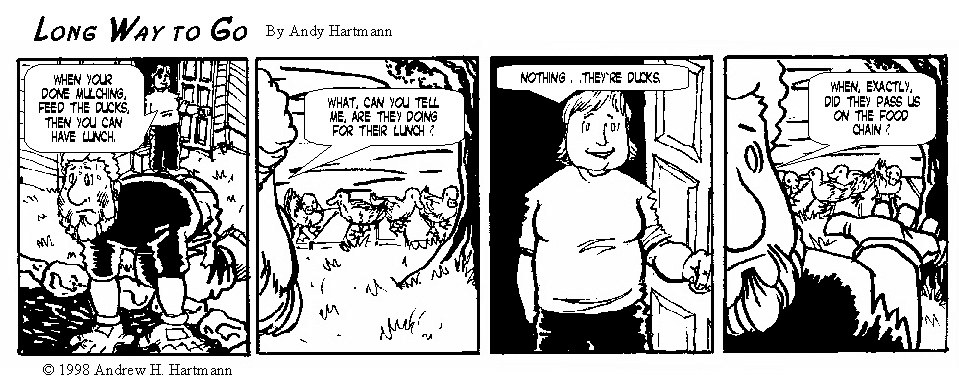 LONG WAY TO GO By Andy Hartmann
WHEN YOUR
DONE MULCHING,
FEED THE DUCKS,
THEN YOU CAN
HAVE LUNCH.
WHAT, CAN YOU TELL
ME, ARE THEY DOING
FOR THEIR LUNCH ?
NOTHING . .THEY'RE DUCKS.
WHEN, EXACTLY,
DID THEY PASS US
ON THE FOOD
CHAIN ?
© 1998 Andrew H. Hartmann